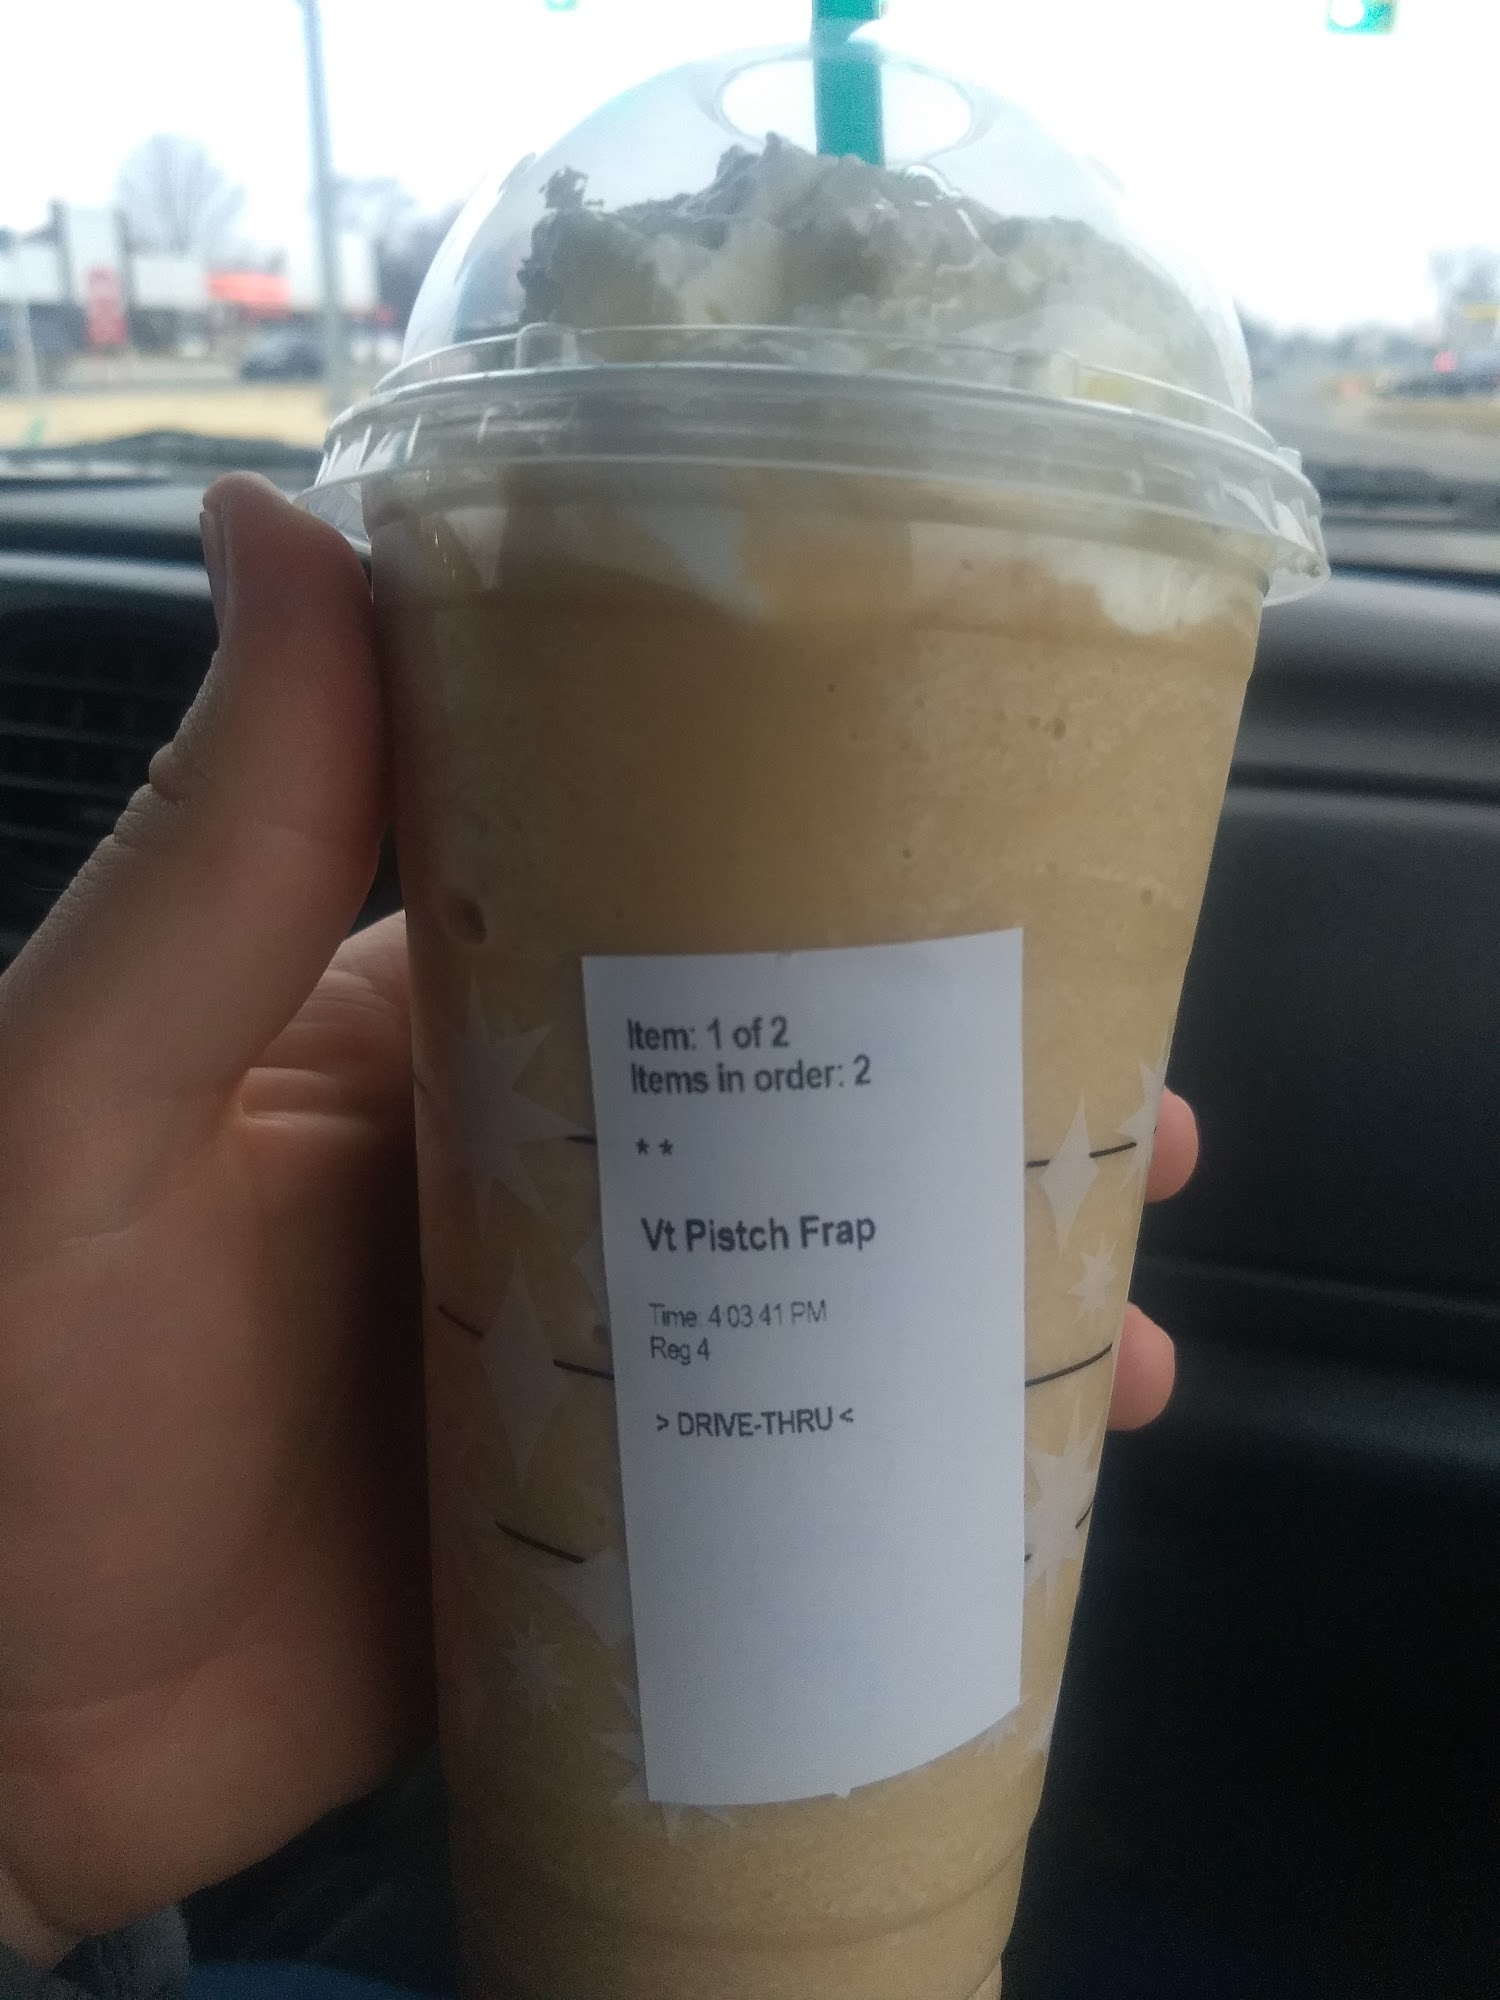 Item: 1 of 2
Items in order: 2
* *
Vt Pistch Frap
Time: 4 03 41 PM
Reg 4
> DRIVE-THRU <